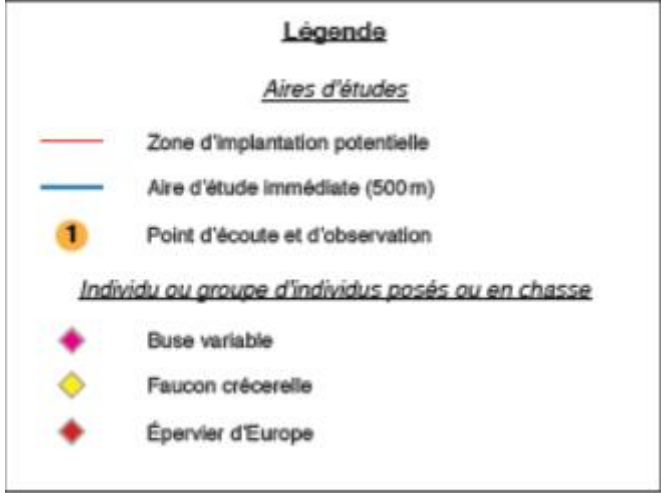 Légende
Aires d'études
Zone d'implantation potentielle
Aire d'étude immédiate (500 m)
1 Point d'écoute et d'observation
Individu ou groupe d'individus posés ou en chasse
Buse variable
Faucon crécerelle
Épervier d'Europe